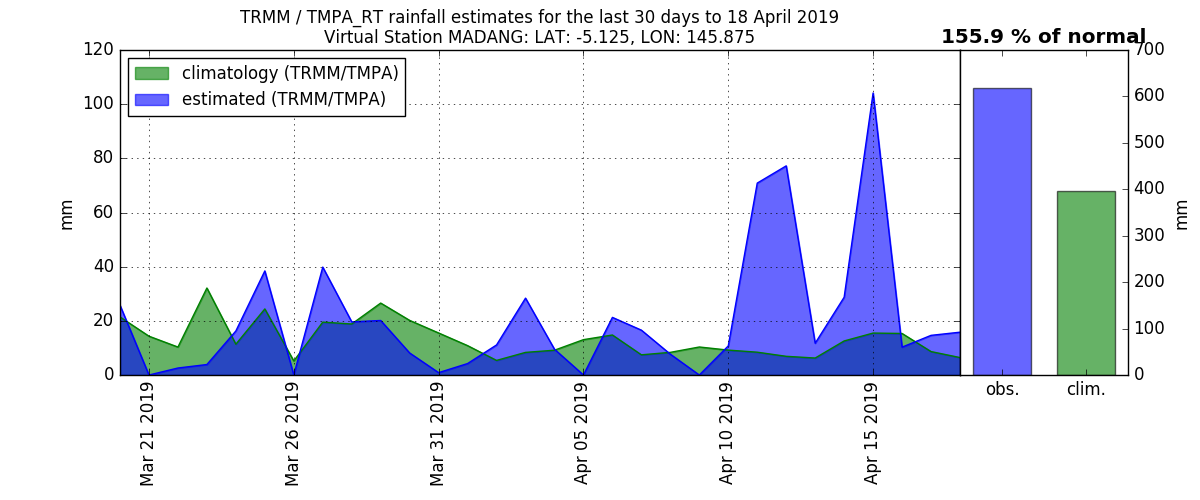 TRMM / TMPA_RT rainfall estimates for the last 30 days to 18 April 2019
Virtual Station MADANG: LAT: -5.125, LON: 145.875
155.9 % of normal
climatology (TRMM/TMPA)
estimated (TRMM/TMPA)
mm
120
100
80
60
40
20
0
Mar 21 2019
Mar 26 2019
Mar 31 2019
Apr 05 2019
Apr 10 2019
Apr 15 2019
obs.
clim.
700
600
500
400
300
200
100
0
mm